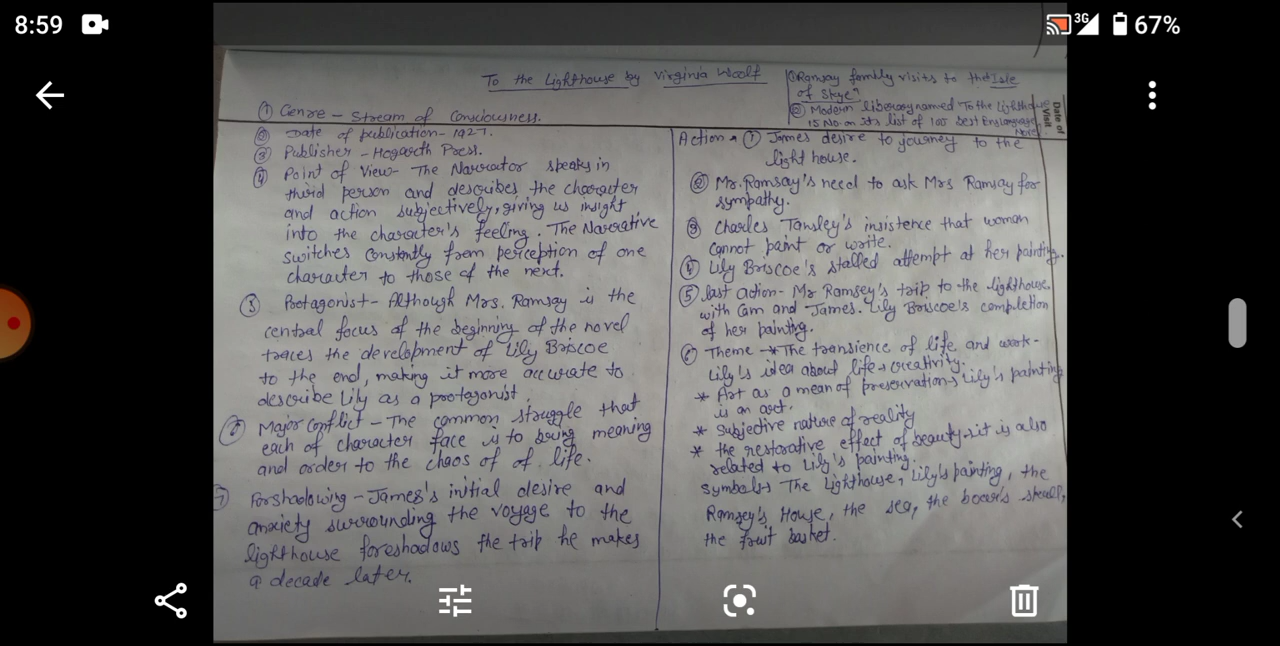 8:59
3G
67%
To the Lighthouse by Virginia Woolf
① Ramsay fambly visits to the Isle
of Skye?
② Modern liberary named To the Lighthouse
is No. on Its list of 100 best English language
Novel
Date of
Visit
① Genre - Stream of Consciousness.
② Date of publication - 1927.
③ Publisher - Hogarth Press.
④ Point of View - The Narrator speaks in
third person and describes the character
and action subjectively, giving us insight
into the character's feeling. The Narrative
switches constantly from perception of one
character to those of the next.
⑤ Protagonist - Although Mrs. Ramsay is the
central focus of the beginning of the novel
traces the development of Lily Briscoe
to the end, making it more accurate to
describe Lily as a protagonist.
⑥ Major conflict - The common struggle that
each of character face is to bring meaning
and order to the chaos of of life.
⑦ Forshadowing - James's initial desire and
anxiety surrounding the voyage to the
lighthouse foreshadows the trip he makes
a decade later.
Action → ① James desire to journey to the
light house.
② Mr. Ramsay's need to ask Mrs Ramsay for
sympathy.
③ Charles Tansley's insistence that woman
cannot paint or write.
④ Lily Briscoe's stalled attempt at her painting.
⑤ last action - Mr Ramsey's trip to the lighthouse.
with Cam and James. Lily Briscoe's completion
of her painting.
⑥ Theme → * The transience of life and work -
Lily's idea about life → creativity.
* Art as a mean of preservation → Lily's painting
is an art.
* Subjective nature of reality
* the restorative effect of beauty → it is also
related to Lily's painting.
symbols → The Lighthouse, Lily's painting, the
Ramsey's House, the sea, the boar's skull,
the fruit basket.